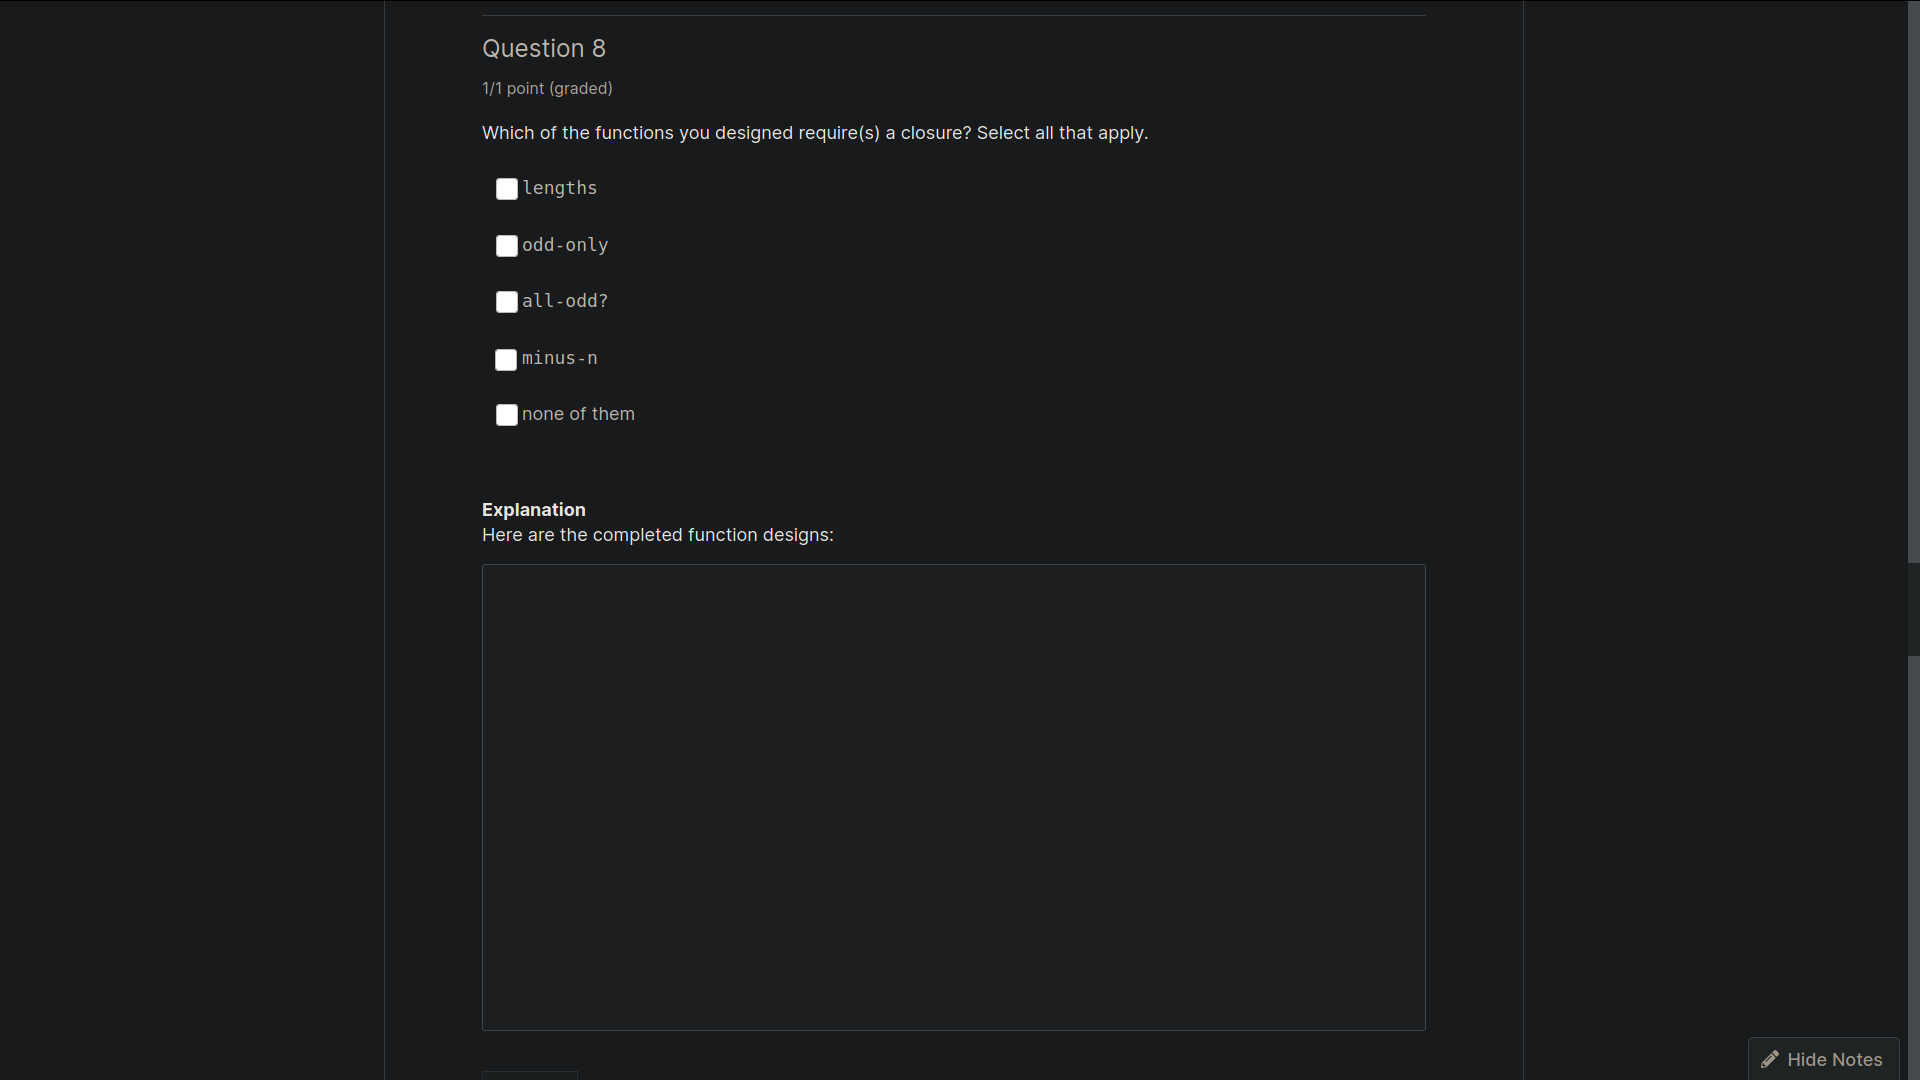 Question 8
1/1 point (graded)
Which of the functions you designed require(s) a closure? Select all that apply.
lengths
odd-only
all-odd?
minus-n
none of them
Explanation
Here are the completed function designs:
Hide Notes